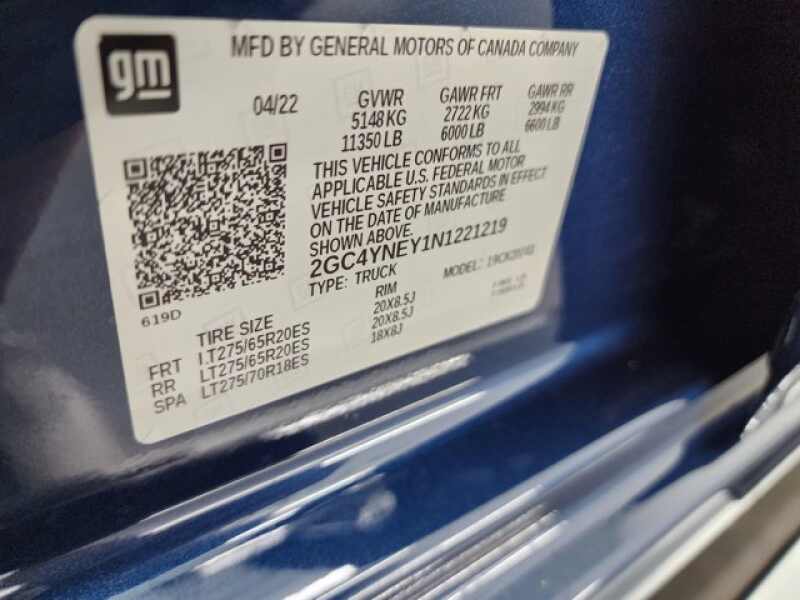 gm
MFD BY GENERAL MOTORS OF CANADA COMPANY
04/22 GVWR GAWR FRT GAWR RR
5148 KG 2722 KG 2994 KG
11350 LB 6000 LB 6600 LB
THIS VEHICLE CONFORMS TO ALL
APPLICABLE U.S. FEDERAL MOTOR
VEHICLE SAFETY STANDARDS IN EFFECT
ON THE DATE OF MANUFACTURE
SHOWN ABOVE.
2GC4YNEY1N1221219
TYPE: TRUCK MODEL:
619D
TIRE SIZE RIM
FRT LT275/65R20ES 20X8.5J
RR LT275/65R20ES 20X8.5J
SPA LT275/70R18ES 18X8J